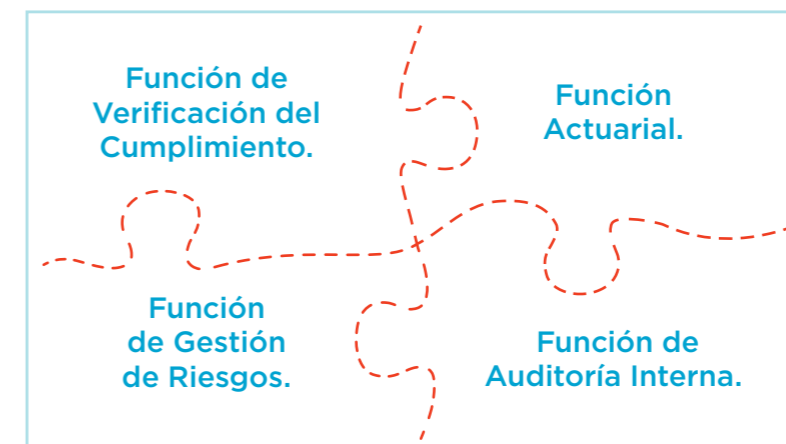 Función de
Verificación del
Cumplimiento.
Función
Actuarial.
Función
de Gestión
de Riesgos.
Función de
Auditoría Interna.